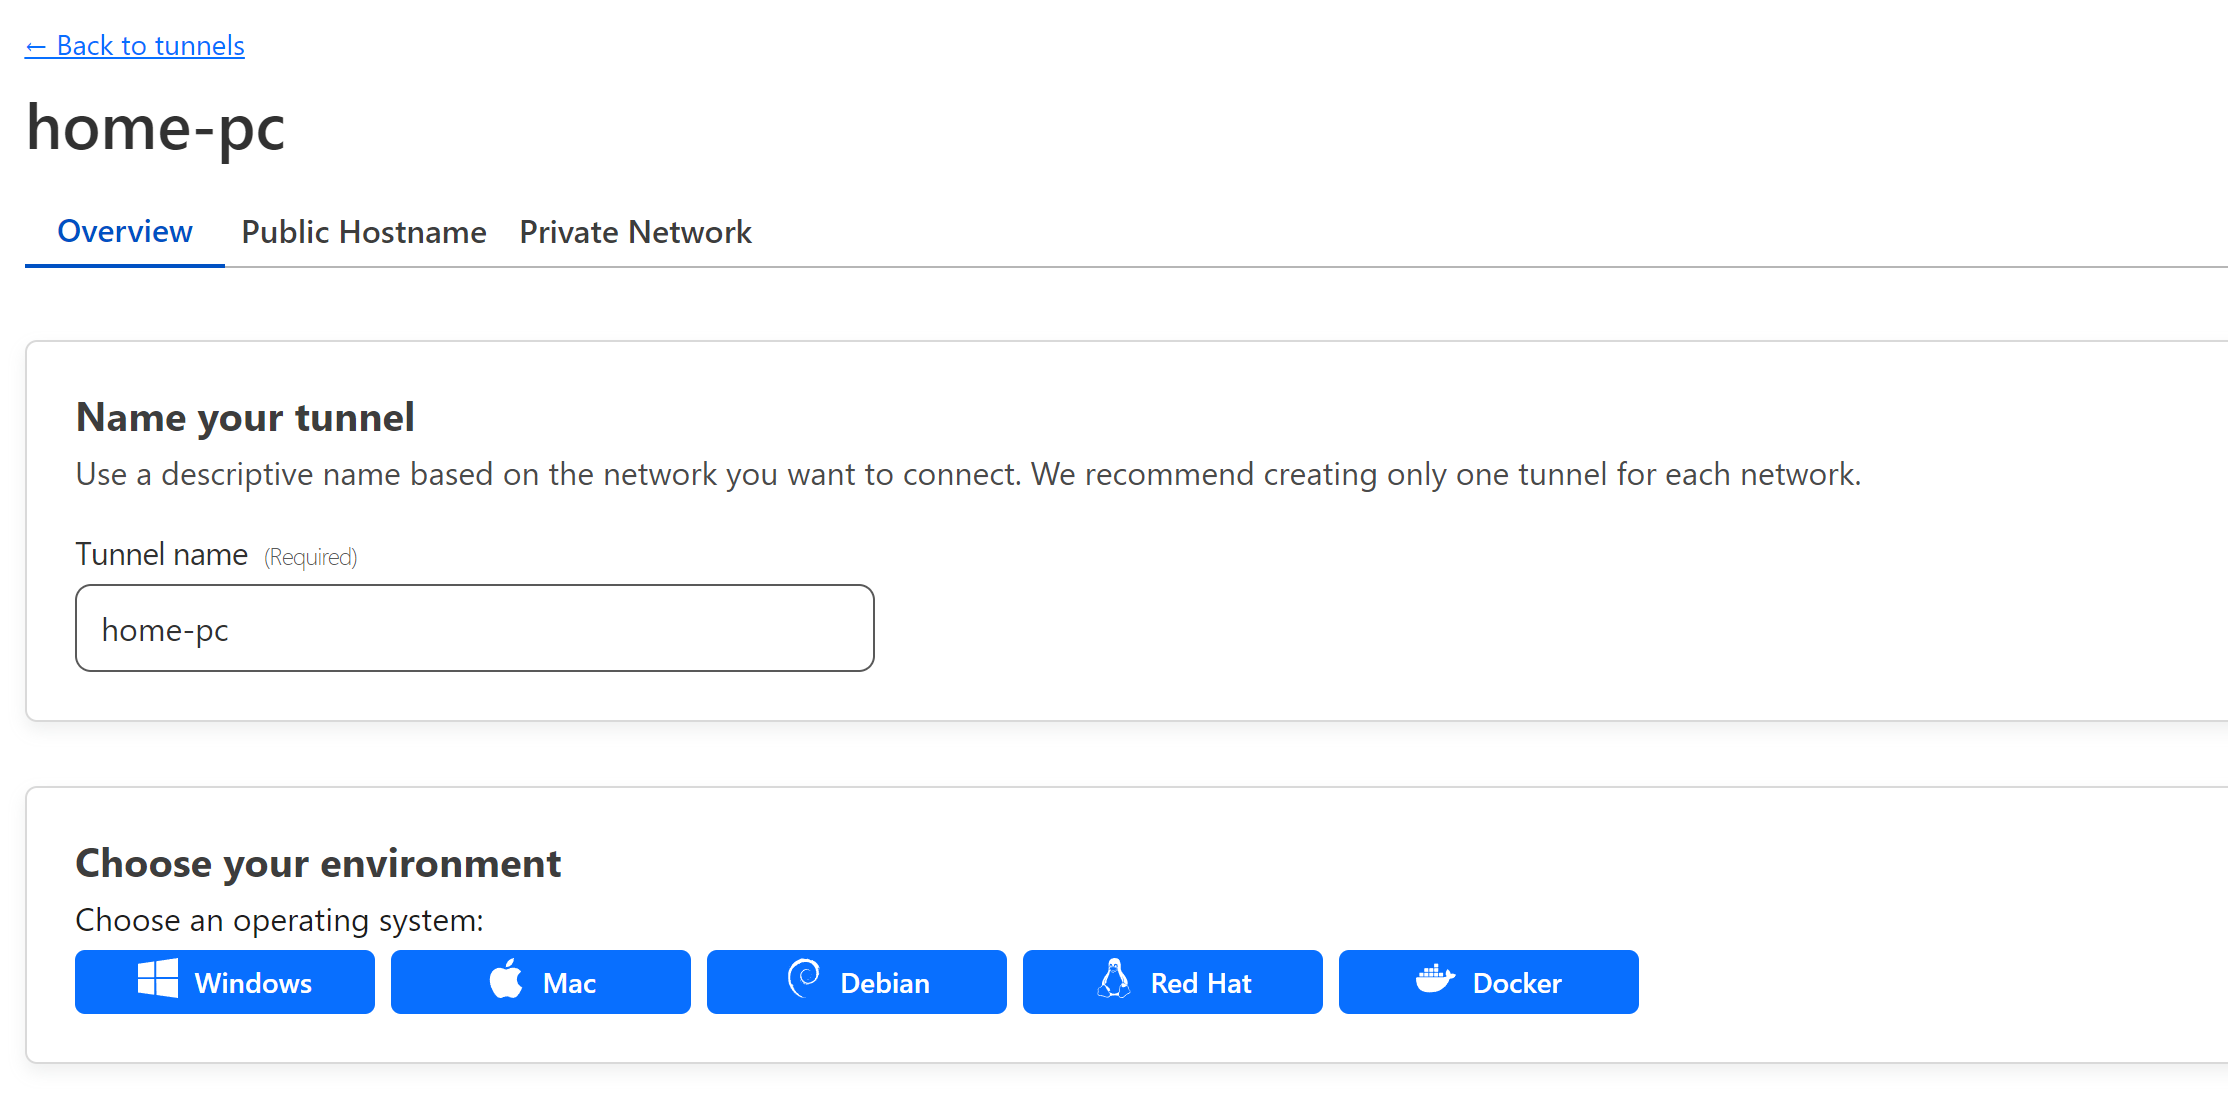 ← Back to tunnels
home-pc
Overview Public Hostname Private Network
Name your tunnel
Use a descriptive name based on the network you want to connect. We recommend creating only one tunnel for each network.
Tunnel name (Required)
home-pc
Choose your environment
Choose an operating system:
Windows Mac Debian Red Hat Docker